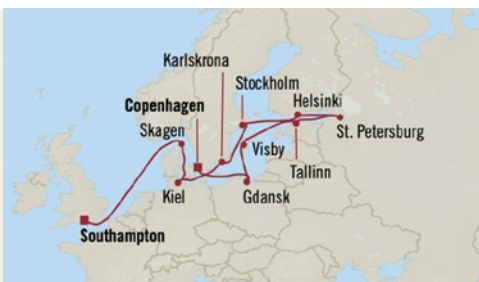 Karlskrona
Stockholm
Copenhagen
Helsinki
Skagen
St. Petersburg
Visby
Tallinn
Kiel
Gdansk
Southampton